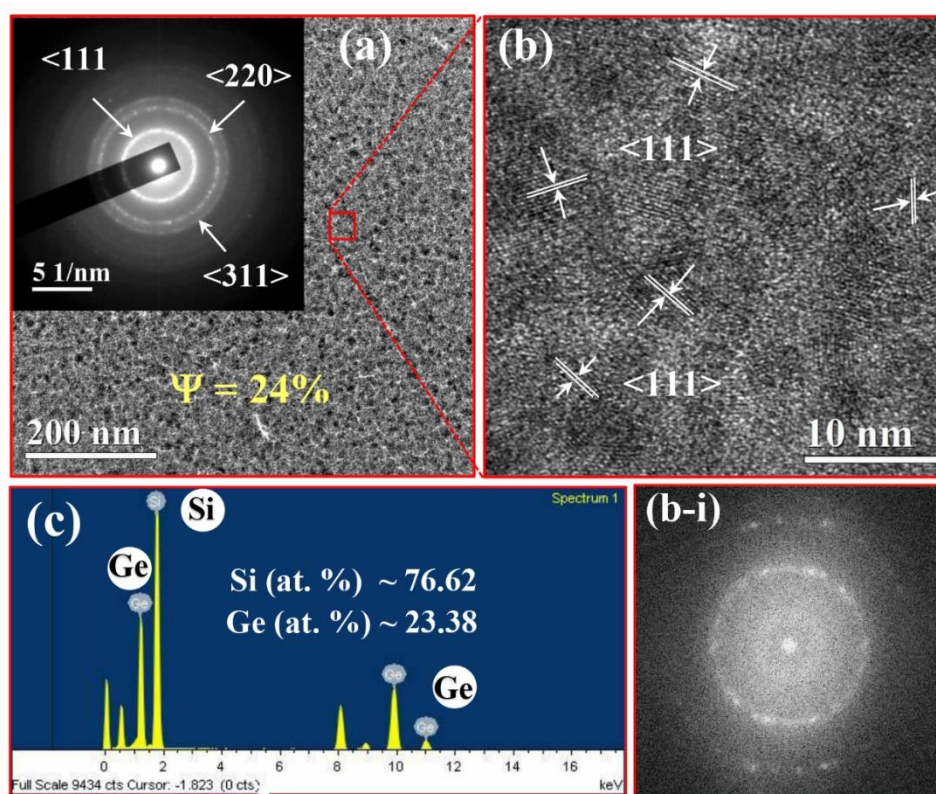 (a)
<111
<220>
<311>
5 1/nm
Ψ = 24%
200 nm
(b)
<111>
<111>
10 nm
(c)
Spectrum 1
Si
Si
Ge
Ge
Si (at. %) ~ 76.62
Ge (at. %) ~ 23.38
Ge
Ge
Ge
0 2 4 6 8 10 12 14 16
Full Scale 9434 cts Cursor: -1.823 (0 cts) keV
(b-i)